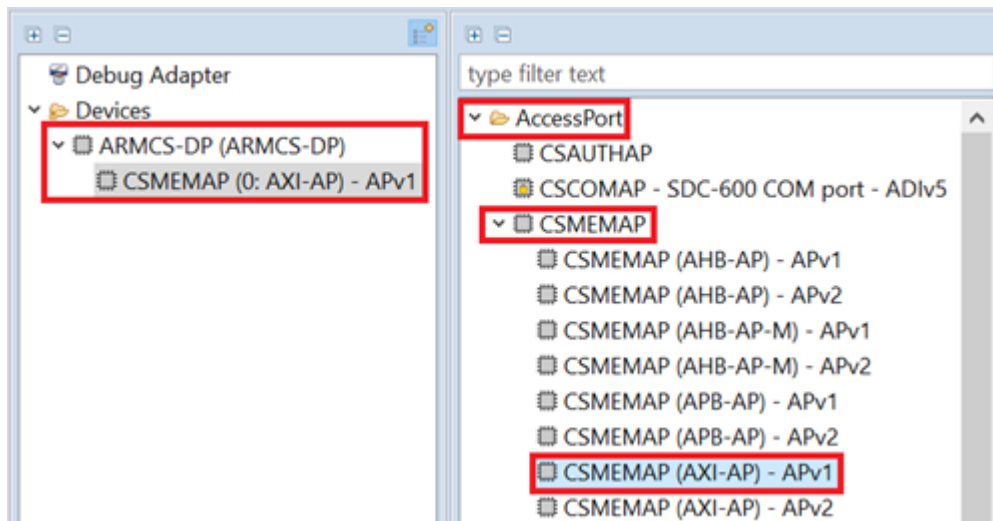 Debug Adapter
Devices
ARMCS-DP (ARMCS-DP)
CSMEMAP (0: AXI-AP) - APv1
type filter text
AccessPort
CSAUTHAP
CSCOMAP - SDC-600 COM port - ADIv5
CSMEMAP
CSMEMAP (AHB-AP) - APv1
CSMEMAP (AHB-AP) - APv2
CSMEMAP (AHB-AP-M) - APv1
CSMEMAP (AHB-AP-M) - APv2
CSMEMAP (APB-AP) - APv1
CSMEMAP (APB-AP) - APv2
CSMEMAP (AXI-AP) - APv1
CSMEMAP (AXI-AP) - APv2